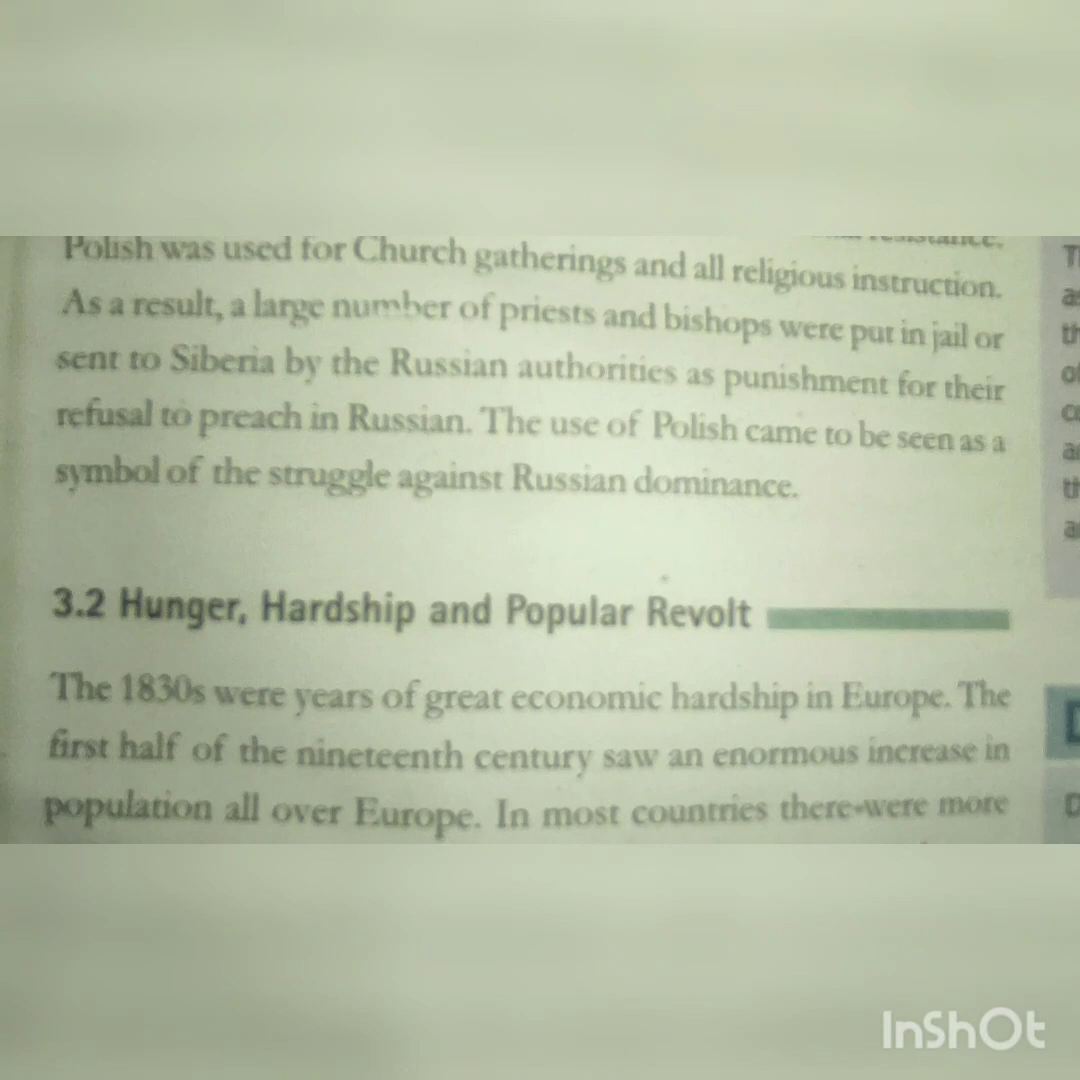 Polish was used for Church gatherings and all religious instruction.
As a result, a large number of priests and bishops were put in jail or
sent to Siberia by the Russian authorities as punishment for their
refusal to preach in Russian. The use of Polish came to be seen as a
symbol of the struggle against Russian dominance.
3.2 Hunger, Hardship and Popular Revolt
The 1830s were years of great economic hardship in Europe. The
first half of the nineteenth century saw an enormous increase in
population all over Europe. In most countries there were more
InShOt